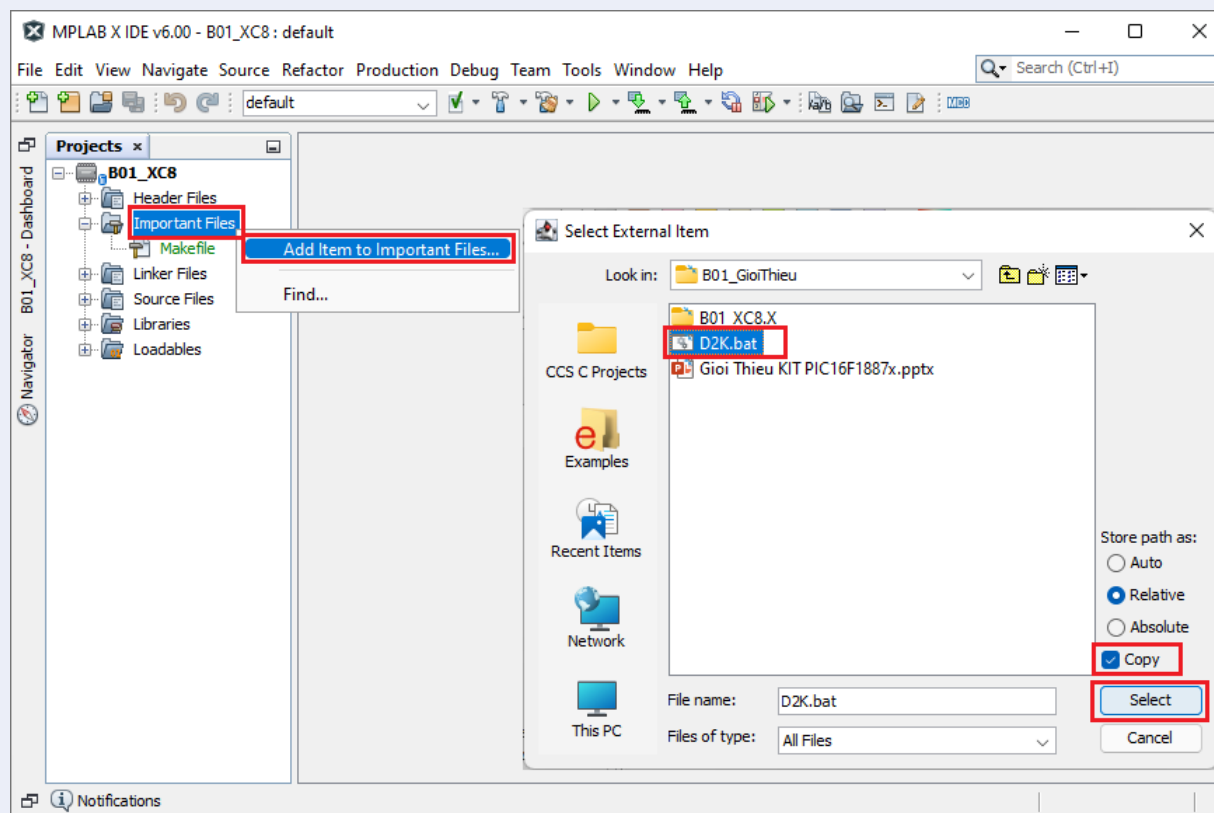 MPLAB X IDE v6.00 - B01_XC8 : default
File Edit View Navigate Source Refactor Production Debug Team Tools Window Help
Search (Ctrl+I)
default
Projects
B01_XC8
Header Files
Important Files
Makefile
Linker Files
Source Files
Libraries
Loadables
B01_XC8 - Dashboard
Navigator
Add Item to Important Files...
Find...
Select External Item
Look in:
B01_GioiThieu
B01_XC8.X
D2K.bat
Gioi Thieu KIT PIC16F1887x.pptx
CCS C Projects
Examples
Recent Items
Network
This PC
Store path as:
Auto
Relative
Absolute
Copy
File name:
D2K.bat
Select
Files of type:
All Files
Cancel
Notifications